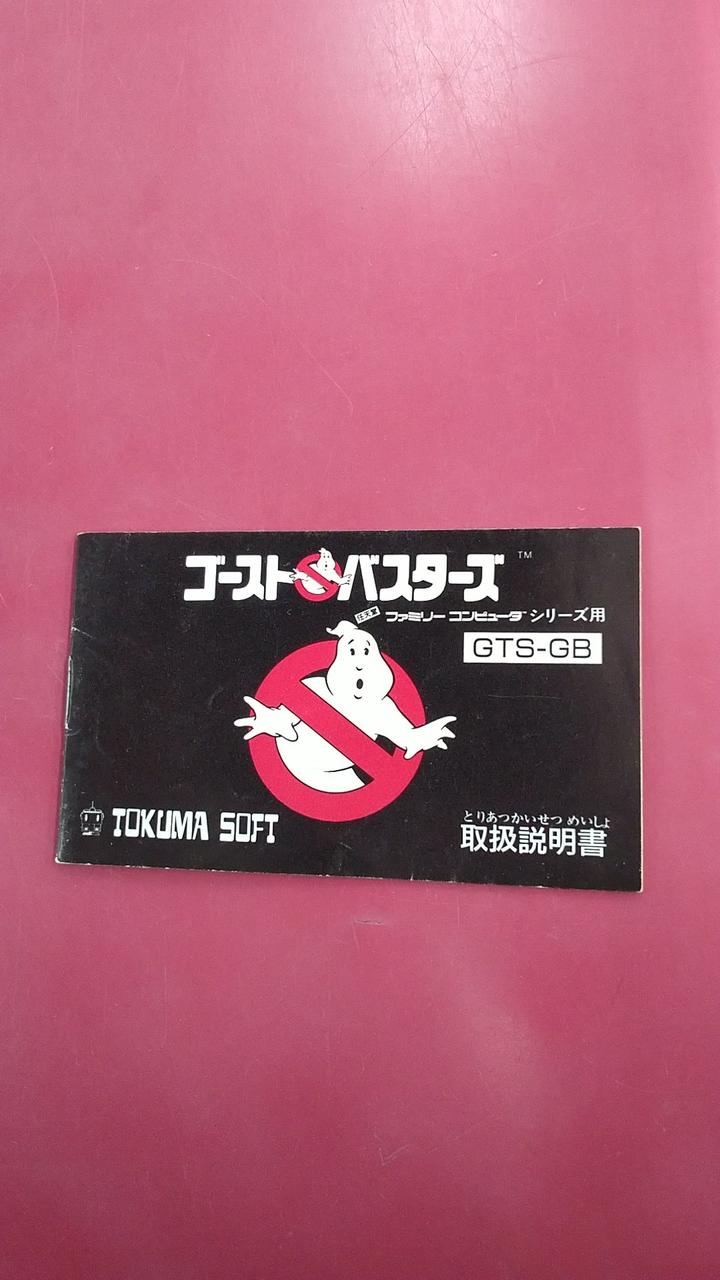 ゴーストバスターズ TM
任天堂 ファミリーコンピュータ™ シリーズ用
GTS-GB
TOKUMA SOFT
とりあつかいせつ めいしょ
取扱説明書